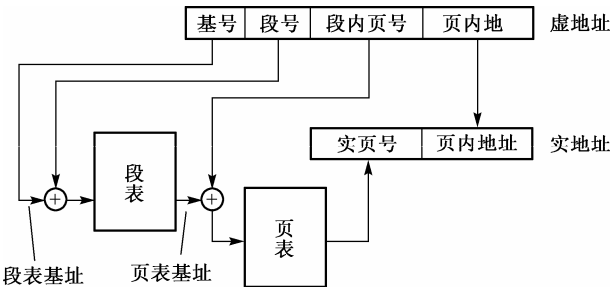 基号 段号 段内页号 页内地 虚地址
实页号 页内地址 实地址
段表
页表
段表基址
页表基址